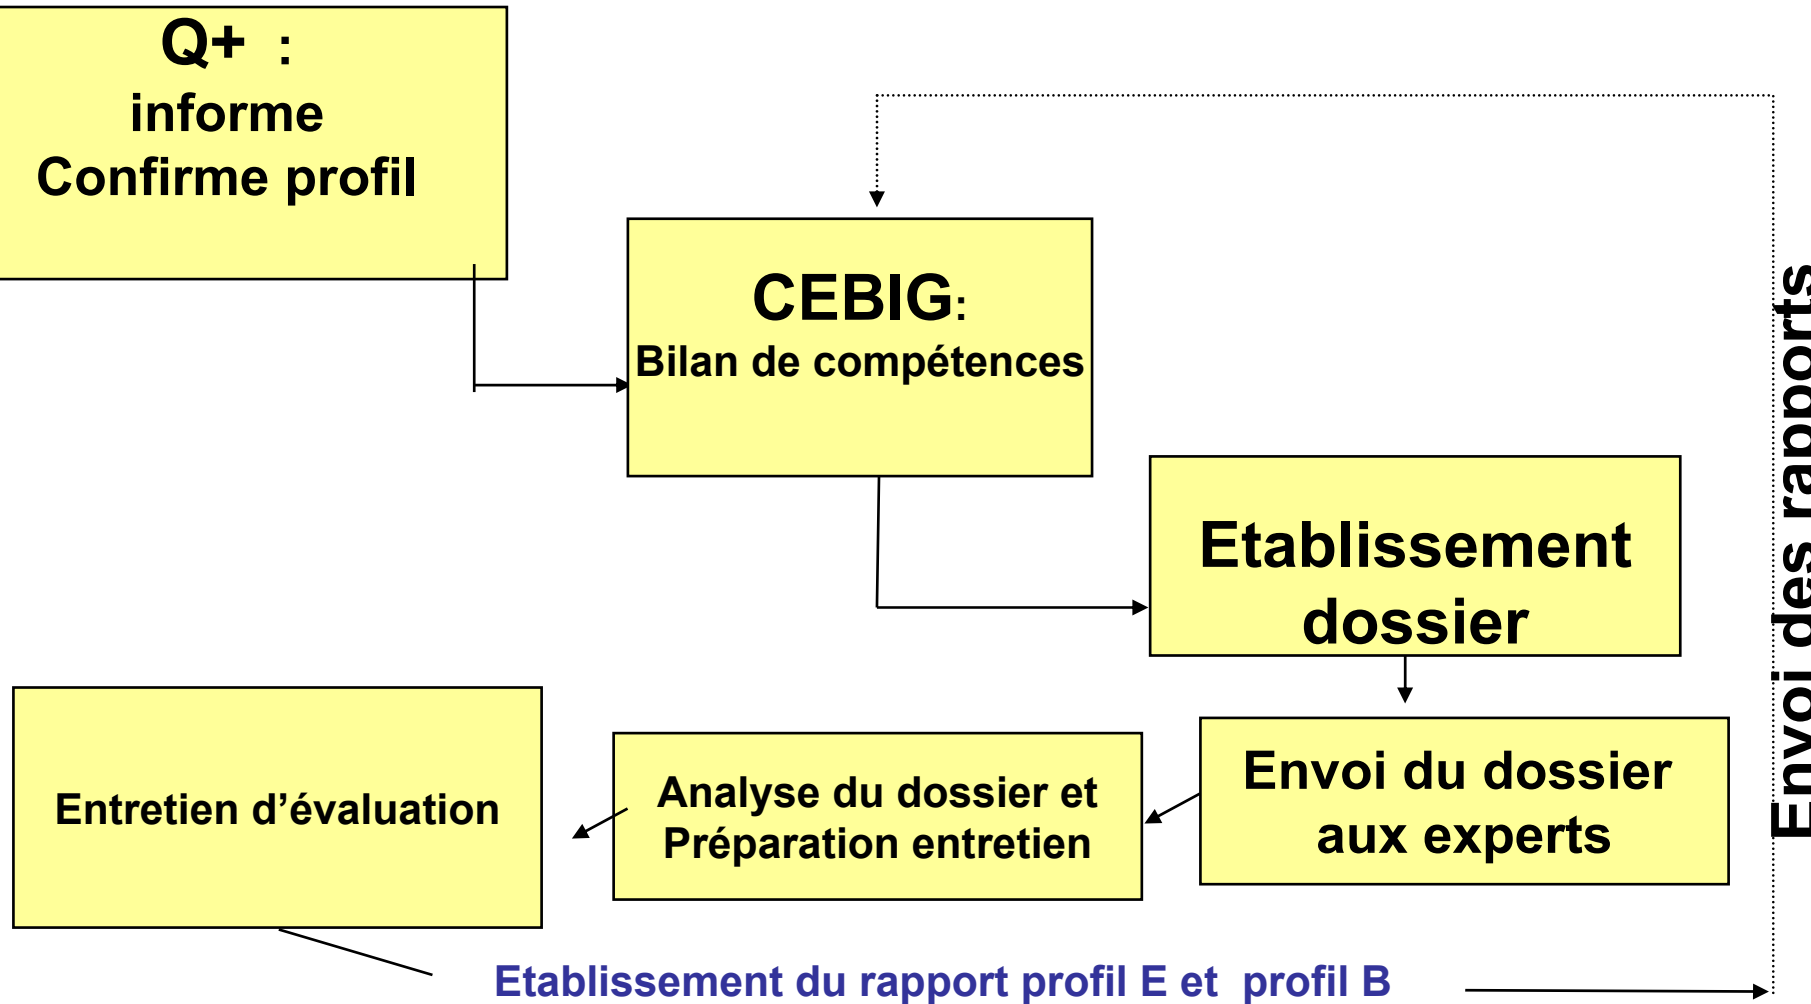 Q+ :
informe
Confirme profil
CEBIG:
Bilan de compétences
Etablissement
dossier
Envoi du dossier
aux experts
Analyse du dossier et
Préparation entretien
Entretien d’évaluation
Etablissement du rapport profil E et profil B
Envoi des rapports